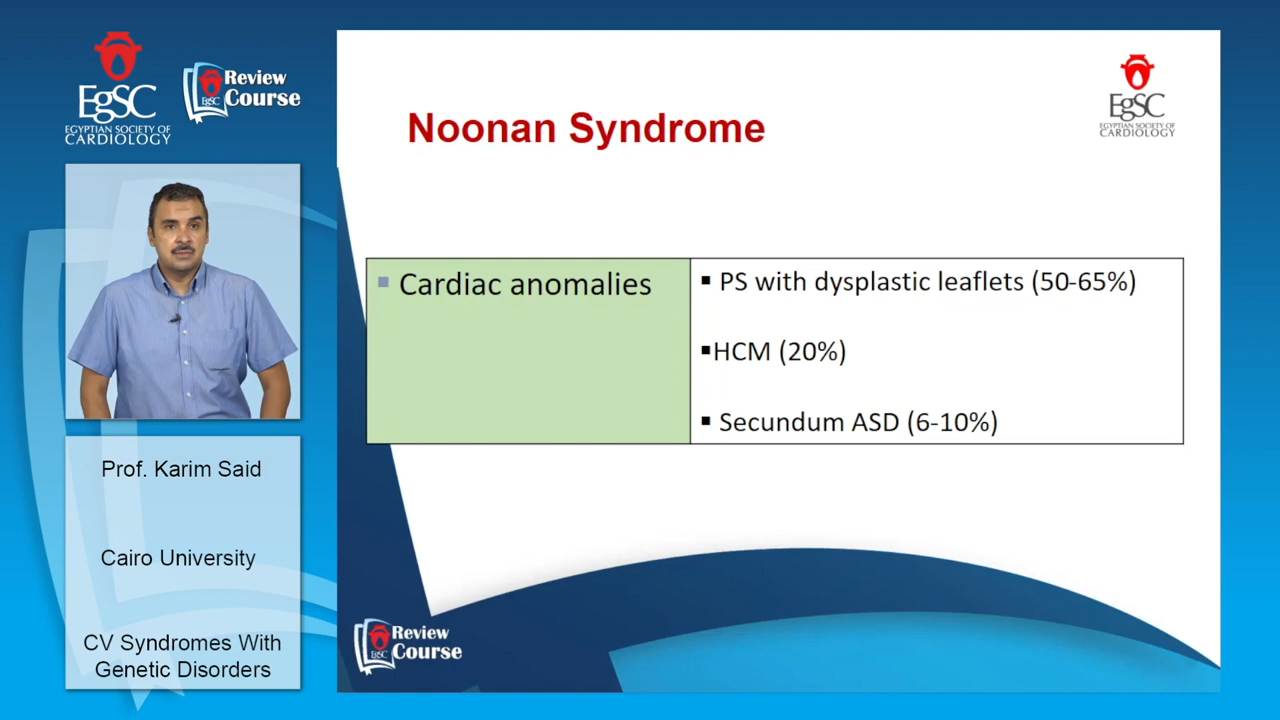 EgSC
EGYPTIAN SOCIETY OF
CARDIOLOGY
EgSC
Review
Course
Prof. Karim Said
Cairo University
CV Syndromes With
Genetic Disorders
Noonan Syndrome
EgSC
EGYPTIAN SOCIETY OF
CARDIOLOGY
▪ Cardiac anomalies
▪ PS with dysplastic leaflets (50-65%)
▪HCM (20%)
▪ Secundum ASD (6-10%)
EgSC
Review
Course